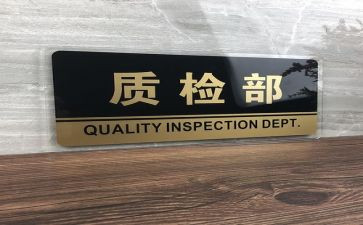 质检部
QUALITY INSPECTION DEPT.